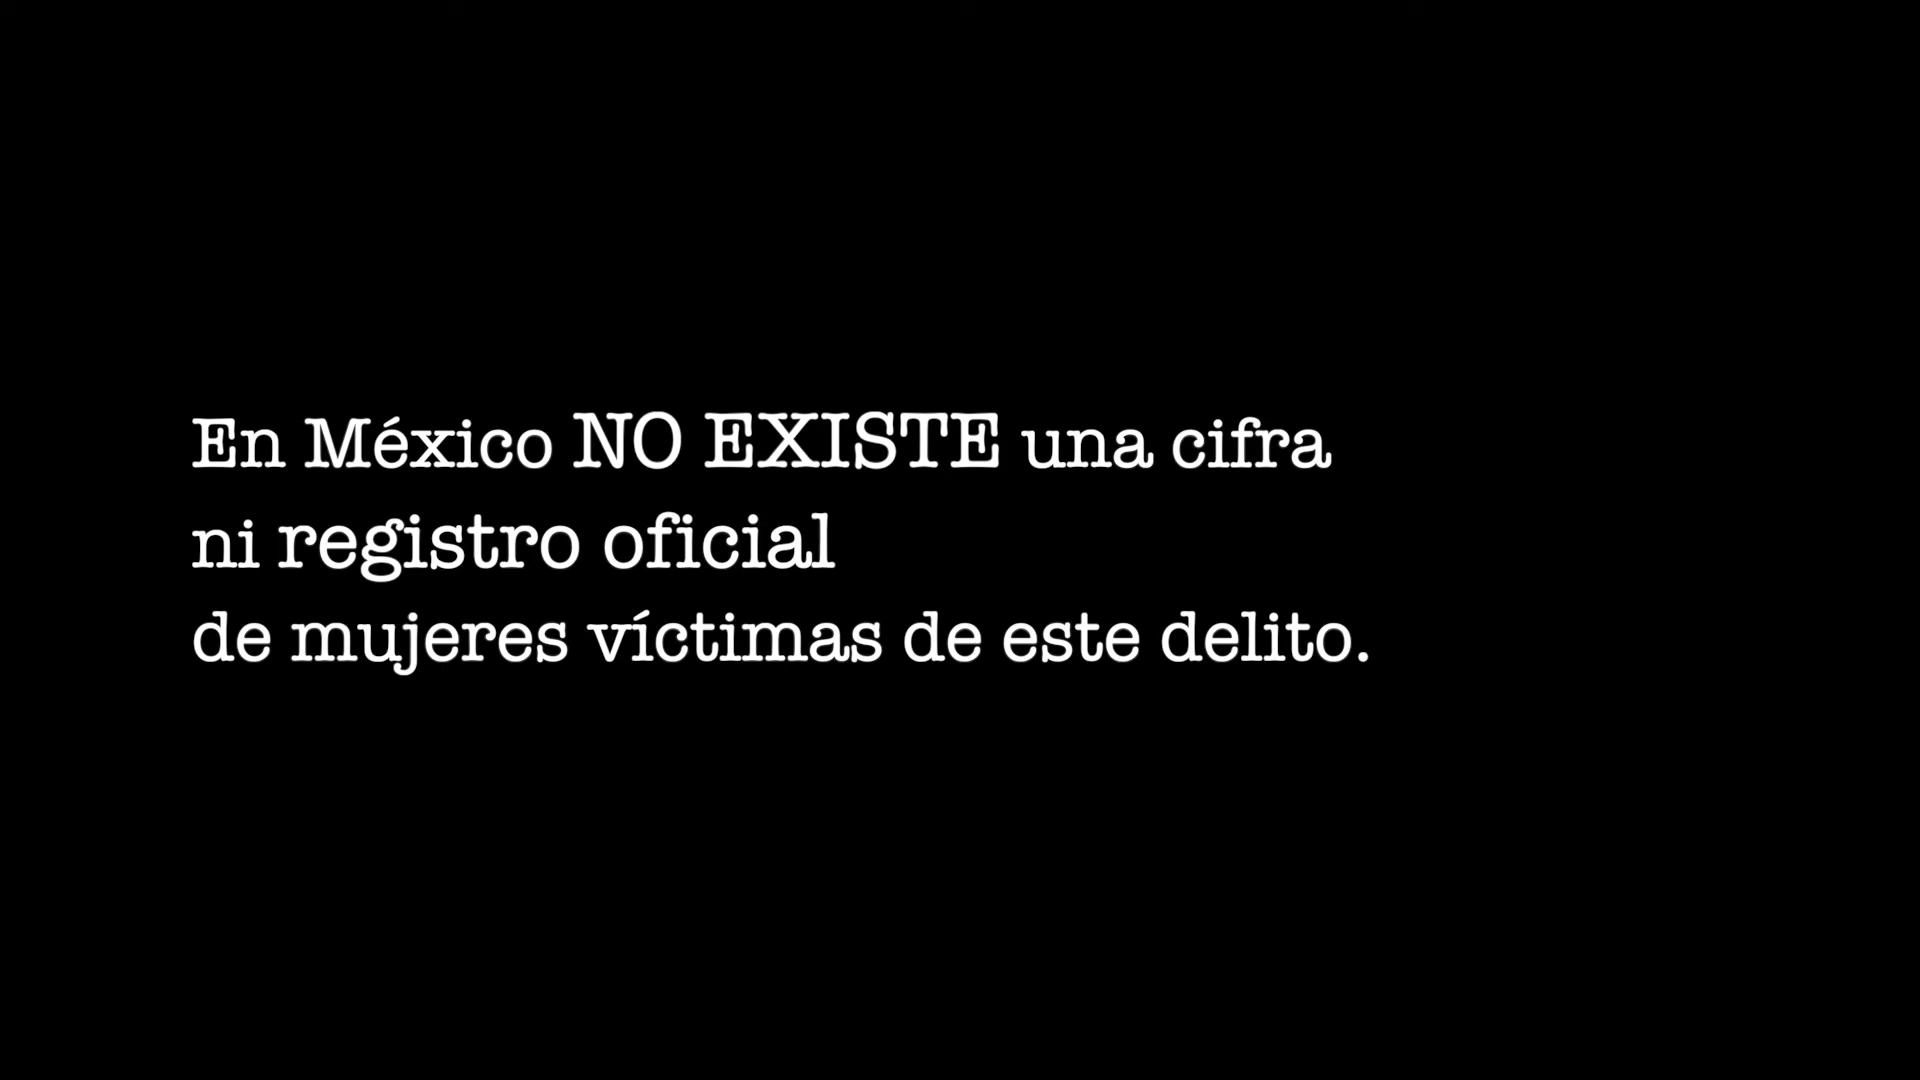 En México NO EXISTE una cifra
ni registro oficial
de mujeres víctimas de este delito.